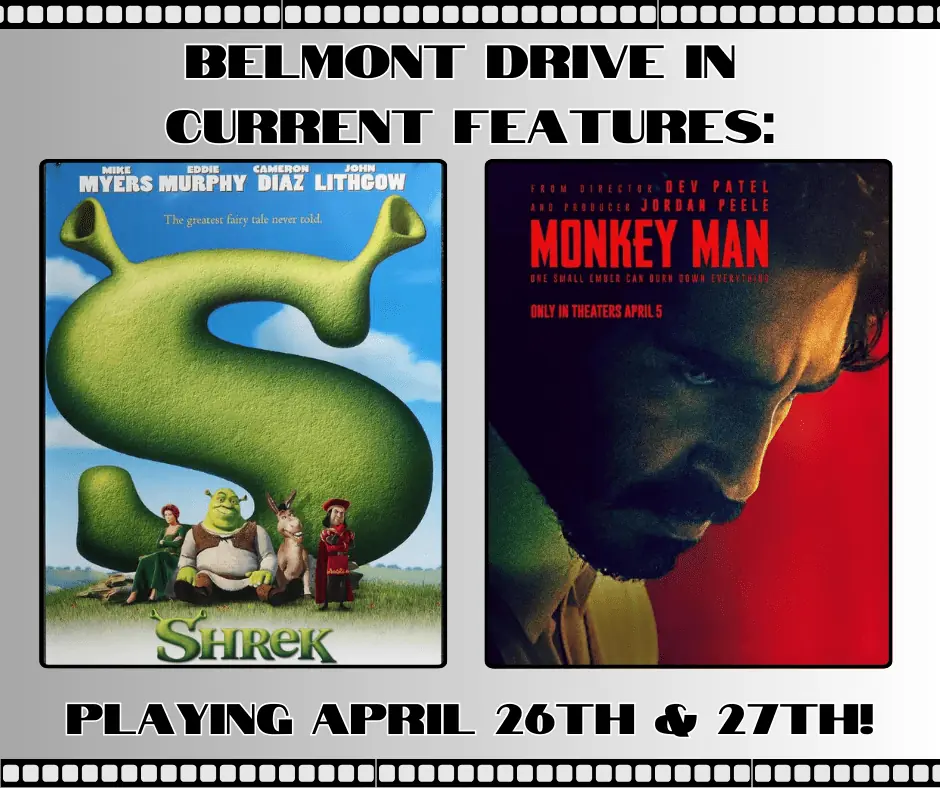 BELMONT DRIVE IN
CURRENT FEATURES:
MIKE MYERS EDDIE MURPHY CAMERON DIAZ JOHN LITHGOW
The greatest fairy tale never told.
SHREK
FROM DIRECTOR DEV PATEL
AND PRODUCER JORDAN PEELE
MONKEY MAN
ONE SMALL EMBER CAN BURN DOWN EVERYTHING
ONLY IN THEATERS APRIL 5
PLAYING APRIL 26TH & 27TH!